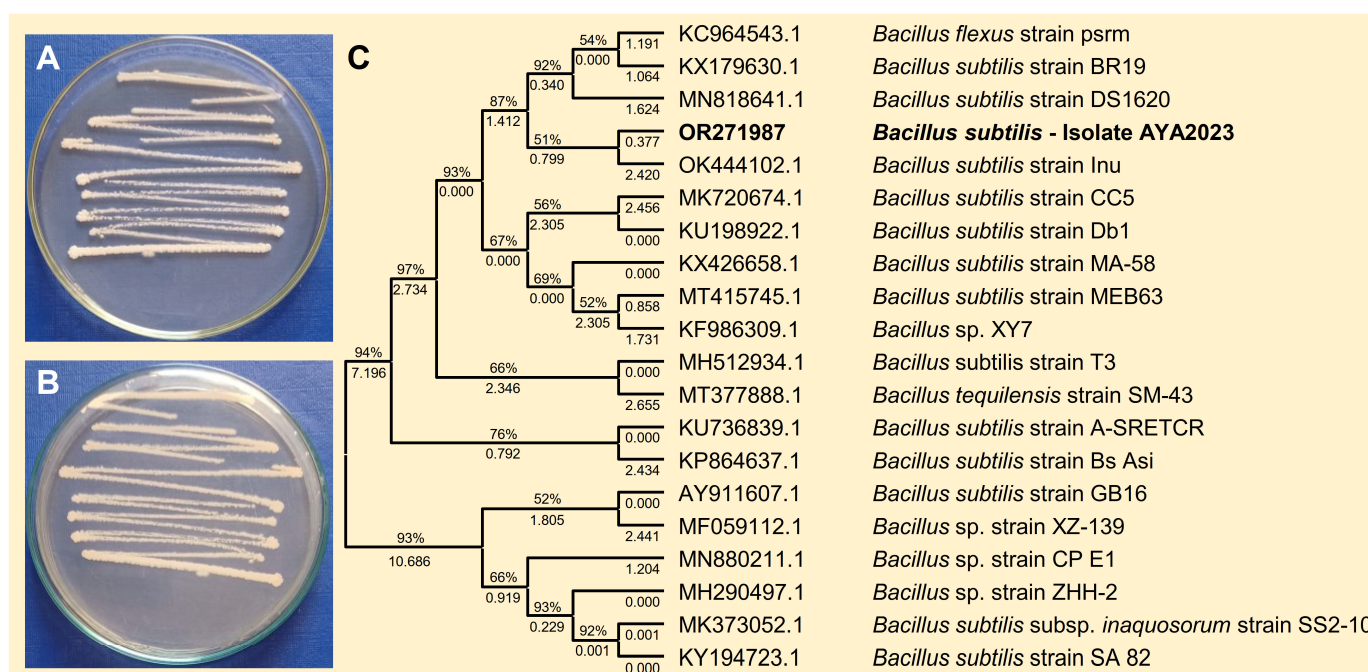 A
B
C
KC964543.1 Bacillus flexus strain psrm
KX179630.1 Bacillus subtilis strain BR19
MN818641.1 Bacillus subtilis strain DS1620
OR271987 Bacillus subtilis - Isolate AYA2023
OK444102.1 Bacillus subtilis strain Inu
MK720674.1 Bacillus subtilis strain CC5
KU198922.1 Bacillus subtilis strain Db1
KX426658.1 Bacillus subtilis strain MA-58
MT415745.1 Bacillus subtilis strain MEB63
KF986309.1 Bacillus sp. XY7
MH512934.1 Bacillus subtilis strain T3
MT377888.1 Bacillus tequilensis strain SM-43
KU736839.1 Bacillus subtilis strain A-SRETCR
KP864637.1 Bacillus subtilis strain Bs Asi
AY911607.1 Bacillus subtilis strain GB16
MF059112.1 Bacillus sp. strain XZ-139
MN880211.1 Bacillus sp. strain CP E1
MH290497.1 Bacillus sp. strain ZHH-2
MK373052.1 Bacillus subtilis subsp. inaquosorum strain SS2-10
KY194723.1 Bacillus subtilis strain SA 82
54%
0.000
1.191
1.064
92%
0.340
1.624
87%
1.412
51%
0.799
0.377
2.420
93%
0.000
56%
2.305
2.456
0.000
67%
0.000
69%
0.000
0.000
52%
2.305
0.858
1.731
97%
2.734
66%
2.346
0.000
2.655
94%
7.196
76%
0.792
0.000
2.434
52%
1.805
0.000
2.441
93%
10.686
66%
0.919
1.204
93%
0.229
0.000
92%
0.001
0.001
0.000